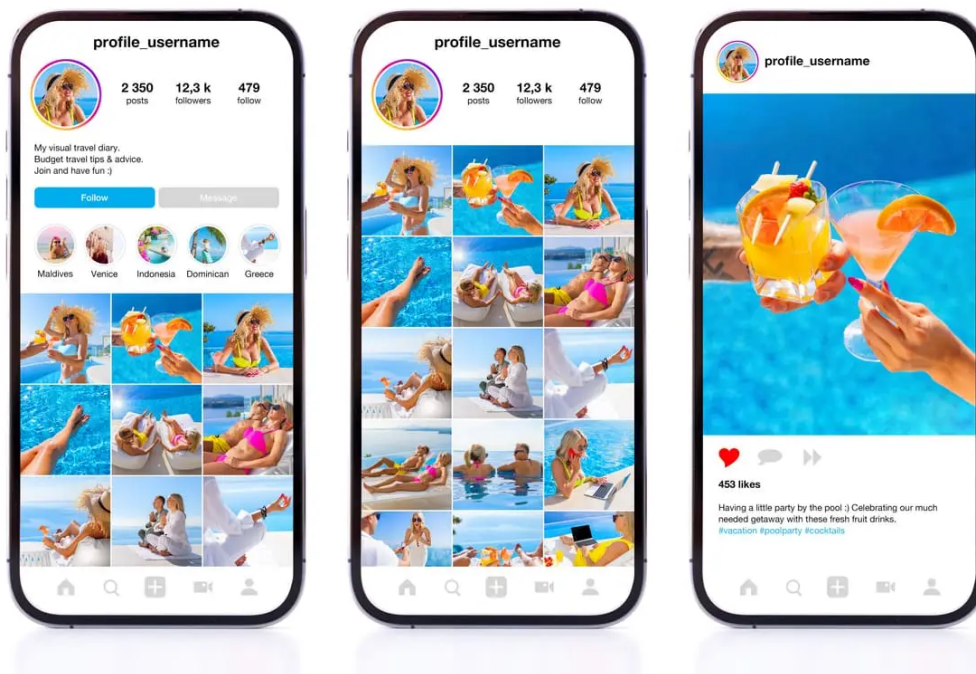 profile_username
2 350 12,3 k 479
posts followers follow
My visual travel diary.
Budget travel tips & advice.
Join and have fun :)
Follow Message
Maldives Venice Indonesia Dominican Greece
profile_username
2 350 12,3 k 479
posts followers follow
profile_username
453 likes
Having a little party by the pool :) Celebrating our much
needed getaway with these fresh fruit drinks.
#vacation #poolparty #cocktails